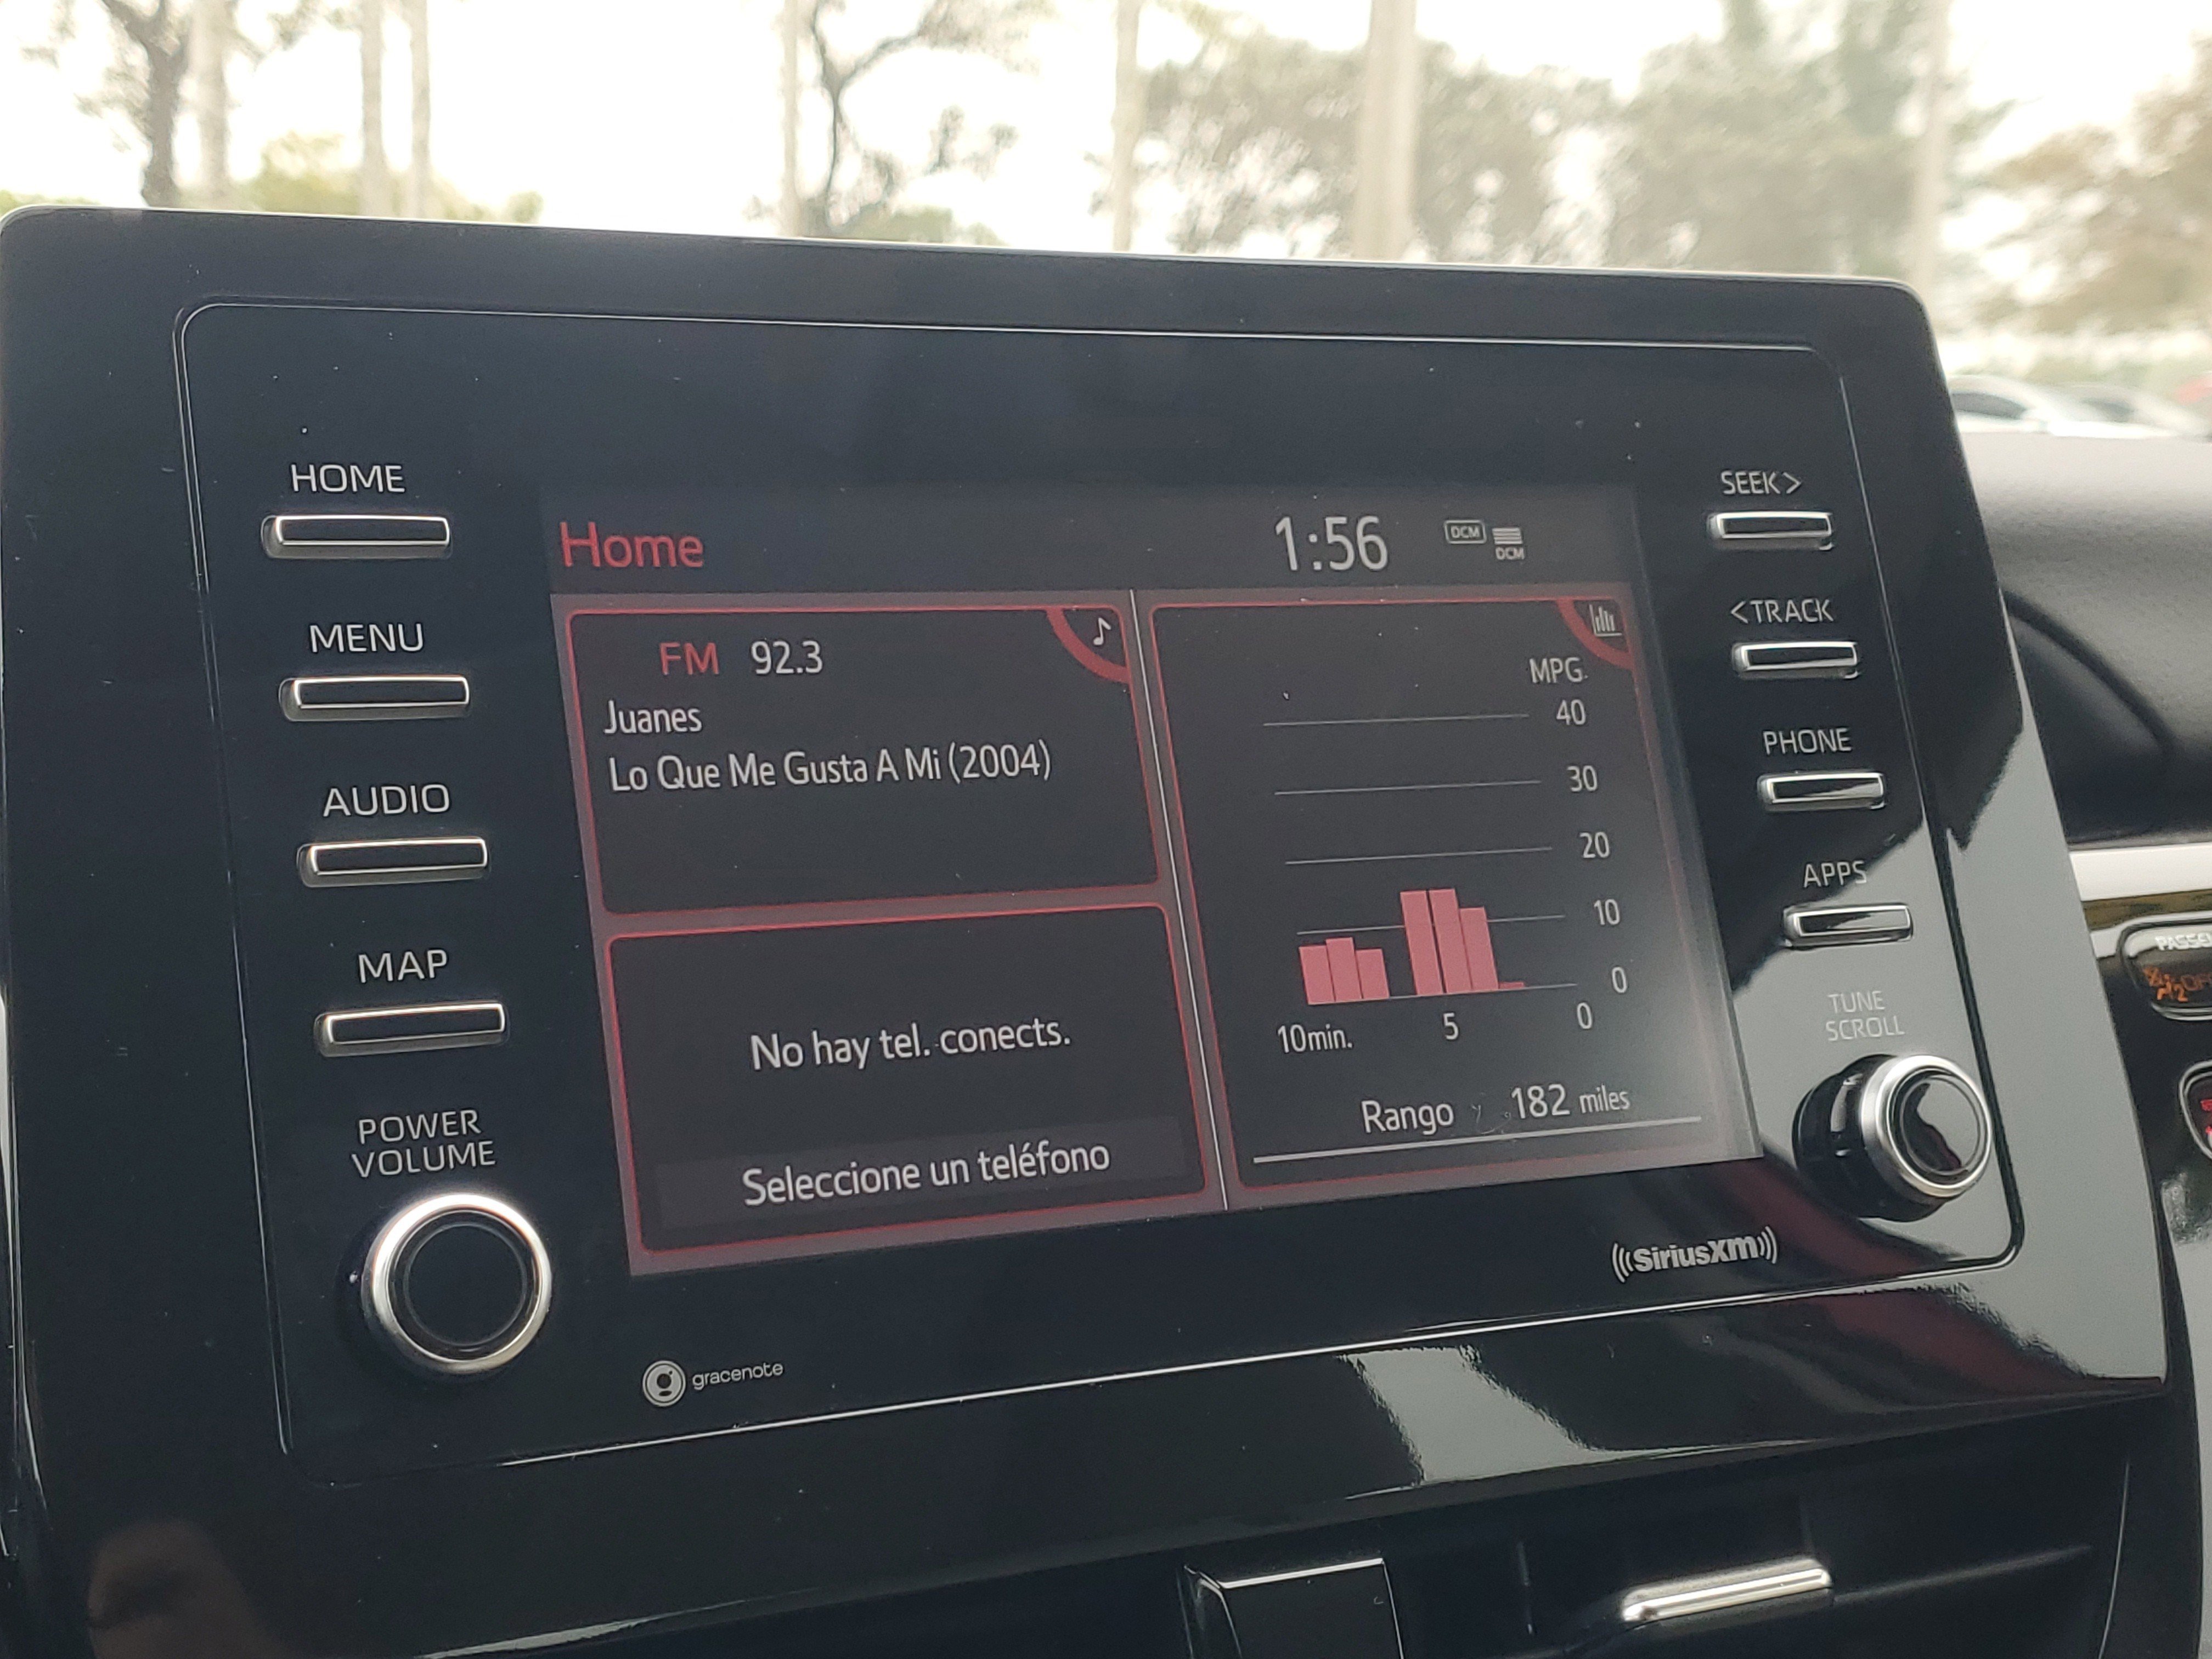 HOME
MENU
AUDIO
MAP
POWER
VOLUME
Home
1:56
DCM
DCM
FM 92.3
Juanes
Lo Que Me Gusta A Mi (2004)
No hay tel. conects.
Seleccione un teléfono
MPG
40
30
20
10
0
10min. 5 0
Rango 182 miles
SEEK >
< TRACK
PHONE
APPS
TUNE
SCROLL
((SiriusXM))
gracenote